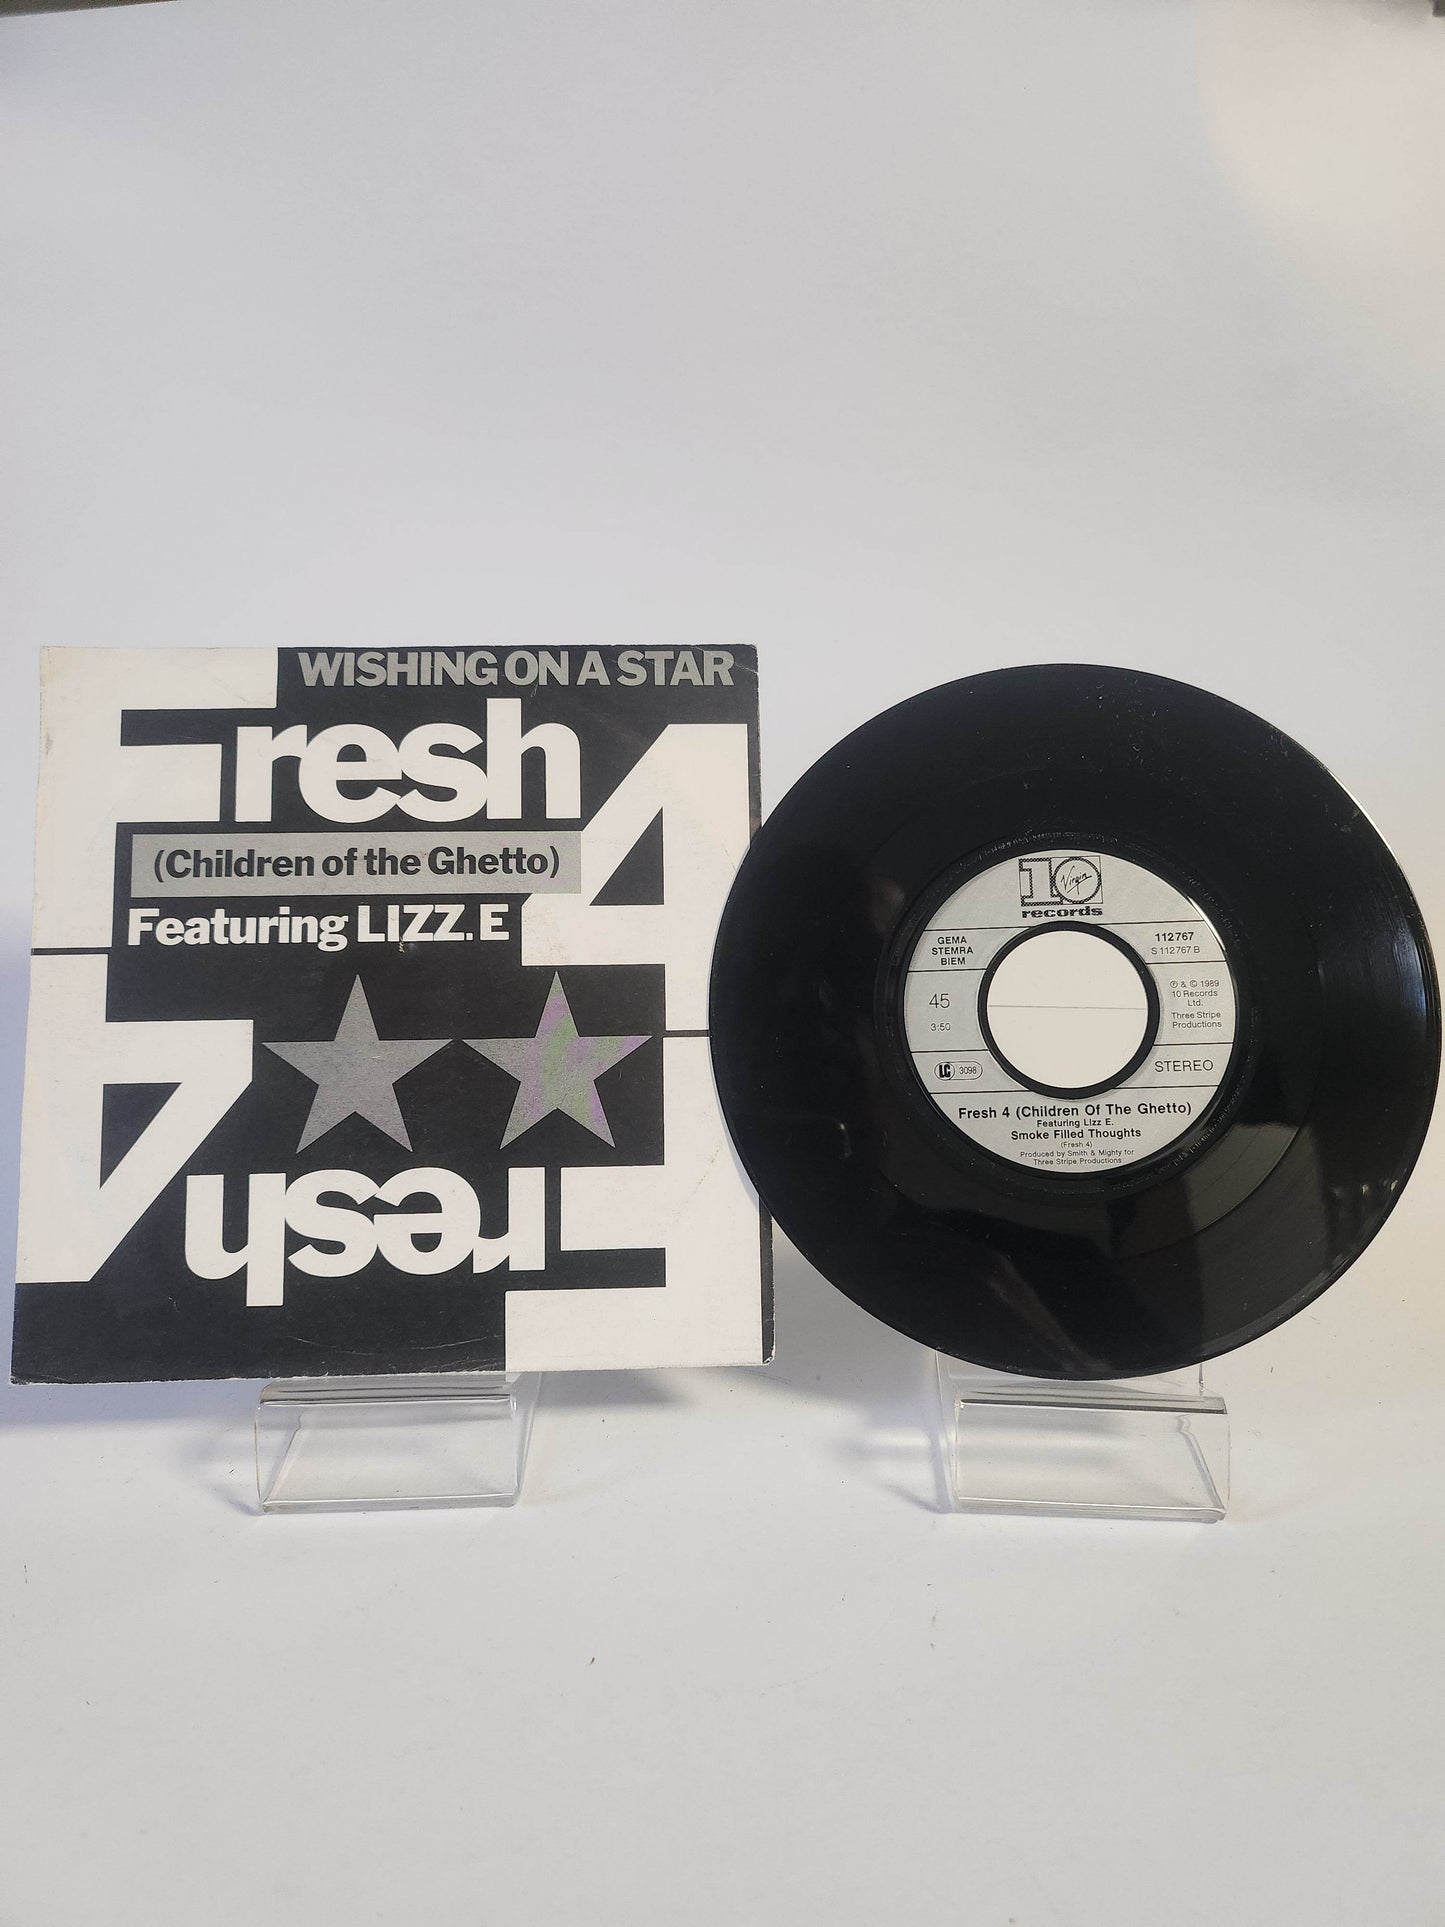 WISHING ON A STAR
Fresh 4
(Children of the Ghetto)
Featuring LIZZ. E
Fresh 4
10
Virgin
records
GEMA
STEMRA
BIEM
112767
S 112767 B
45
3:50
℗ & © 1989
10 Records
Ltd.
Three Stripe
Productions
LC 3098
STEREO
Fresh 4 (Children Of The Ghetto)
Featuring Lizz E.
Smoke Filled Thoughts
(Fresh 4)
Produced by Smith & Mighty for
Three Stripe Productions